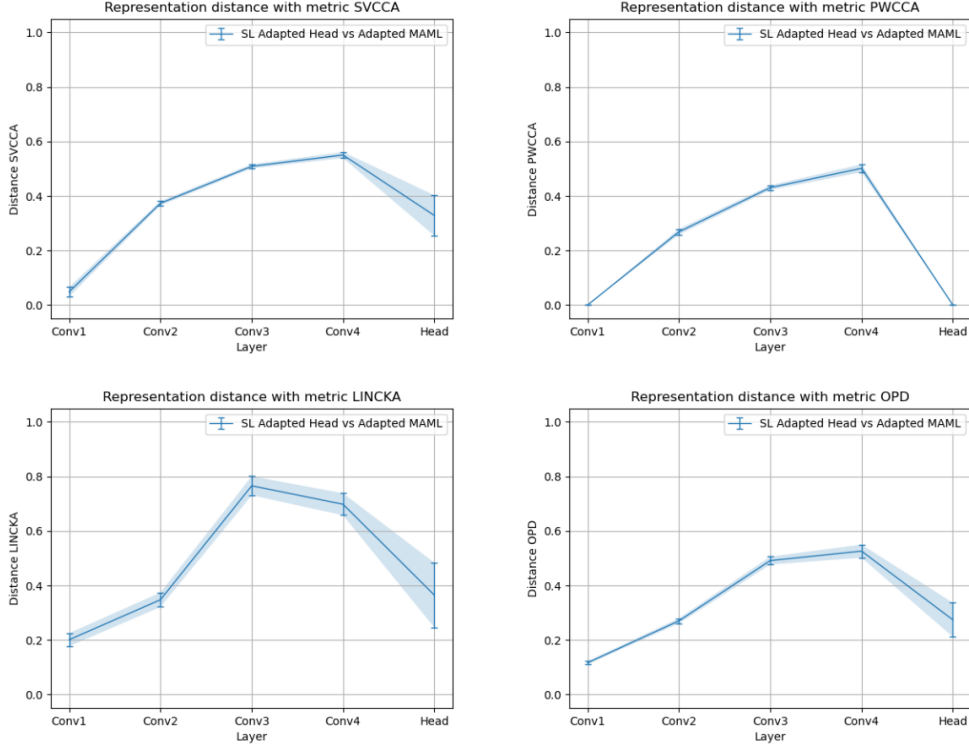 Representation distance with metric SVCCA
SL Adapted Head vs Adapted MAML
1.0
0.8
0.6
0.4
0.2
0.0
Distance SVCCA
Conv1 Conv2 Conv3 Conv4 Head
Layer
Representation distance with metric PWCCA
SL Adapted Head vs Adapted MAML
1.0
0.8
0.6
0.4
0.2
0.0
Distance PWCCA
Conv1 Conv2 Conv3 Conv4 Head
Layer
Representation distance with metric LINCKA
SL Adapted Head vs Adapted MAML
1.0
0.8
0.6
0.4
0.2
0.0
Distance LINCKA
Conv1 Conv2 Conv3 Conv4 Head
Layer
Representation distance with metric OPD
SL Adapted Head vs Adapted MAML
1.0
0.8
0.6
0.4
0.2
0.0
Distance OPD
Conv1 Conv2 Conv3 Conv4 Head
Layer